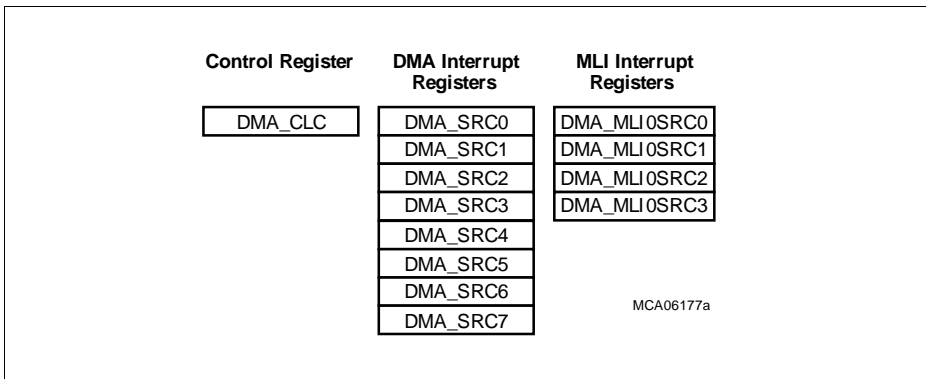 Control Register
DMA Interrupt
Registers
MLI Interrupt
Registers
DMA_CLC
DMA_SRC0
DMA_SRC1
DMA_SRC2
DMA_SRC3
DMA_SRC4
DMA_SRC5
DMA_SRC6
DMA_SRC7
DMA_MLI0SRC0
DMA_MLI0SRC1
DMA_MLI0SRC2
DMA_MLI0SRC3
MCA06177a